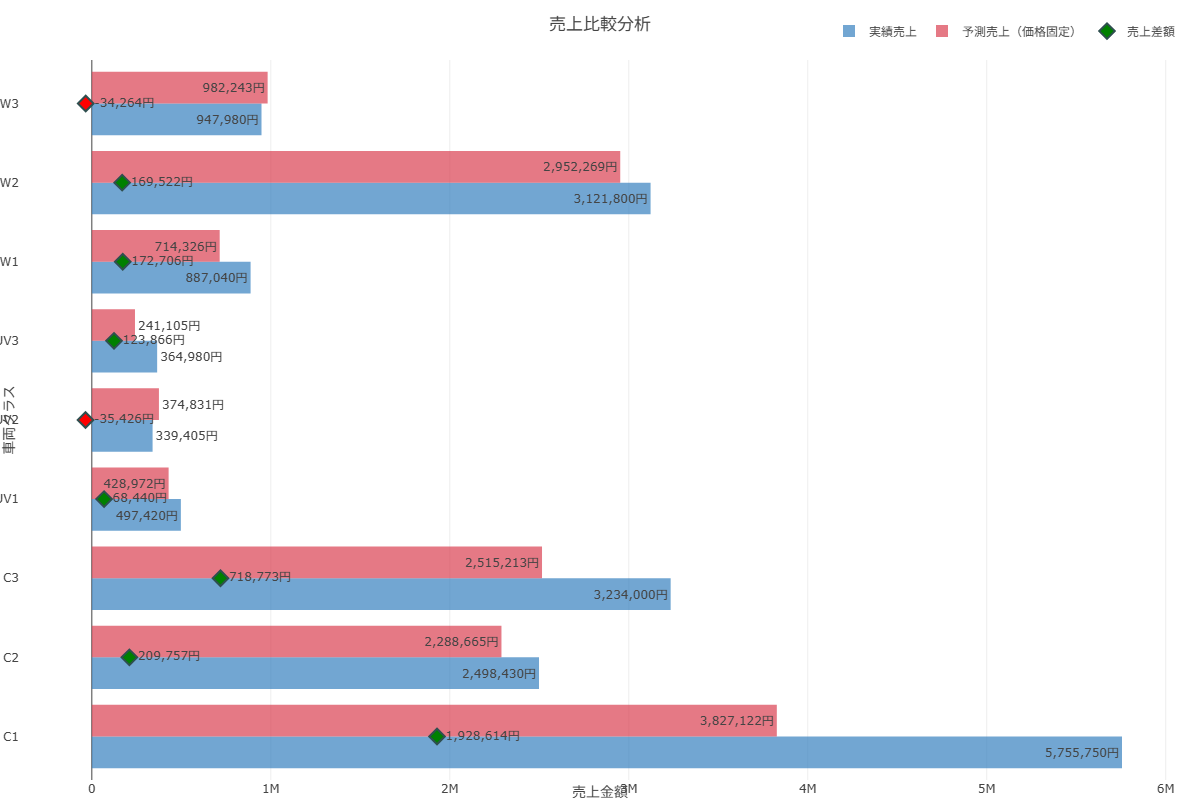 売上比較分析
実績売上
予測売上（価格固定）
売上差額
W3
982,243円
-34,264円
947,980円
W2
2,952,269円
169,522円
3,121,800円
W1
714,326円
172,706円
887,040円
UV3
241,105円
123,866円
364,980円
374,831円
-35,426円
339,405円
車両クラス
UV1
428,972円
68,440円
497,420円
C3
2,515,213円
718,773円
3,234,000円
C2
2,288,665円
209,757円
2,498,430円
C1
3,827,122円
1,928,614円
5,755,750円
0
1M
2M
3M
4M
5M
6M
売上金額